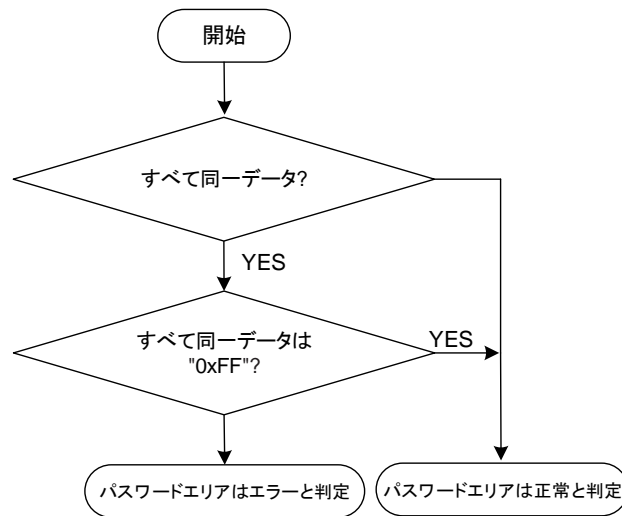 開始
すべて同一データ?
YES
すべて同一データは
"0xFF"?
YES
パスワードエリアはエラーと判定
パスワードエリアは正常と判定